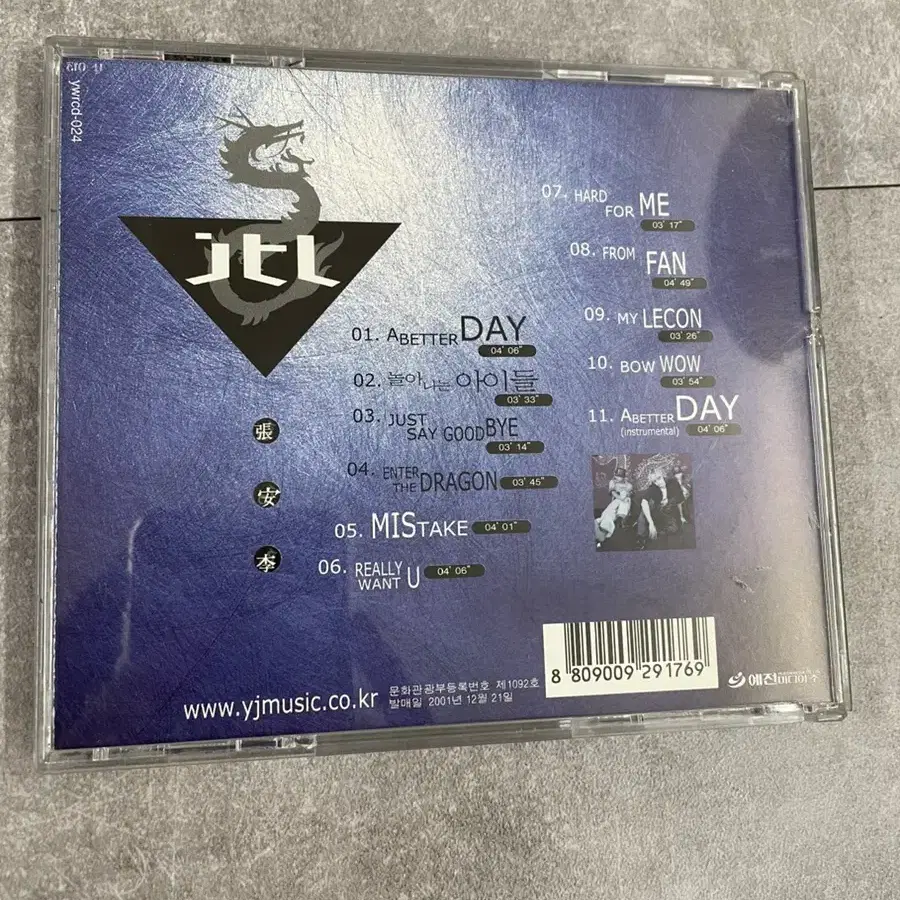 ywrcd-024
jtL
張
安
李
01. A BETTER DAY
04' 06"
02. 놀아나는 아이들
03' 33"
03. JUST
SAY GOODBYE
03' 14"
04. ENTER
THE DRAGON
03' 45"
05. MISTAKE
04' 01"
06. REALLY
WANT U
04' 06"
07. HARD
FOR ME
03' 17"
08. FROM
FAN
04' 49"
09. MY LECON
03' 26"
10. BOW WOW
03' 54"
11. A BETTER DAY
(instrumental)
04' 06"
www.yjmusic.co.kr
문화관광부등록번호 제1092호
발매일 2001년 12월 21일
8 809009 291769
예전미디어